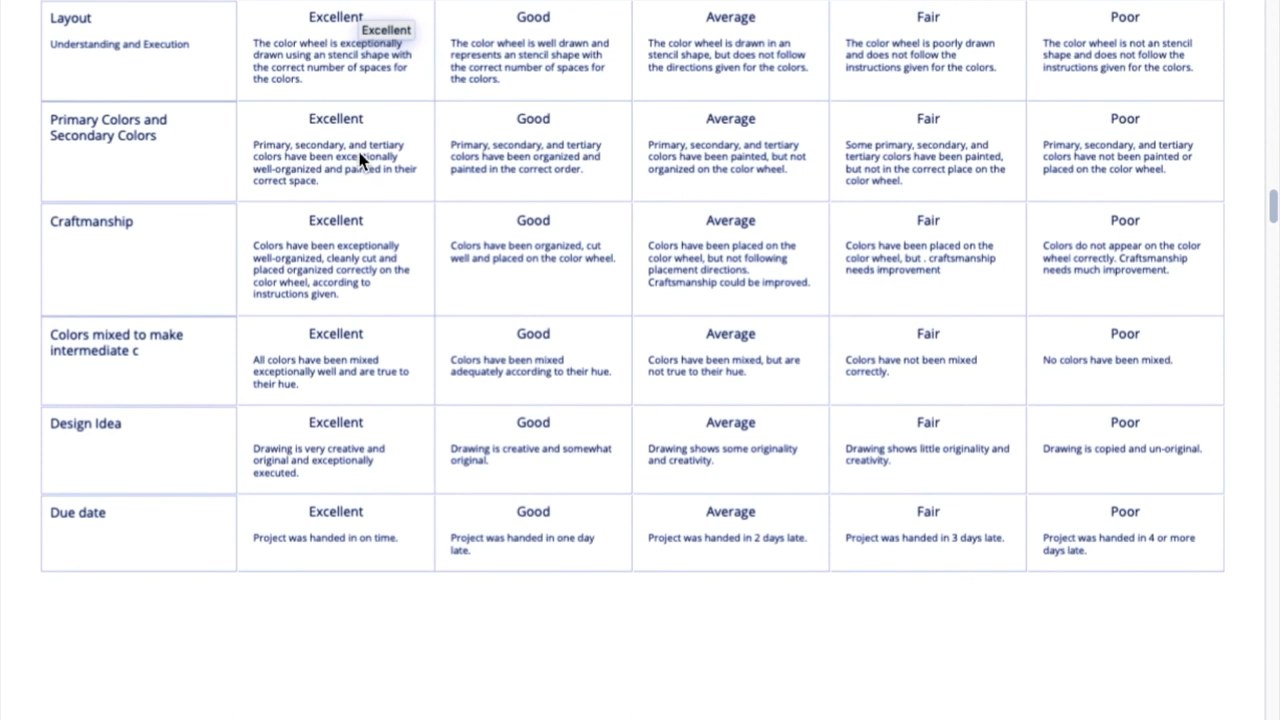 Layout
Understanding and Execution
Excellent
Excellent
The color wheel is exceptionally
drawn using an stencil shape with
the correct number of spaces for
the colors.
Good
The color wheel is well drawn and
represents an stencil shape with
the correct number of spaces for
the colors.
Average
The color wheel is drawn in an
stencil shape, but does not follow
the directions given for the colors.
Fair
The color wheel is poorly drawn
and does not follow the
instructions given for the colors.
Poor
The color wheel is not an stencil
shape and does not follow the
instructions given for the colors.
Primary Colors and
Secondary Colors
Excellent
Primary, secondary, and tertiary
colors have been exceptionally
well-organized and painted in their
correct space.
Good
Primary, secondary, and tertiary
colors have been organized and
painted in the correct order.
Average
Primary, secondary, and tertiary
colors have been painted, but not
organized on the color wheel.
Fair
Some primary, secondary, and
tertiary colors have been painted,
but not in the correct place on the
color wheel.
Poor
Primary, secondary, and tertiary
colors have not been painted or
placed on the color wheel.
Craftmanship
Excellent
Colors have been exceptionally
well-organized, cleanly cut and
placed organized correctly on the
color wheel, according to
instructions given.
Good
Colors have been organized, cut
well and placed on the color wheel.
Average
Colors have been placed on the
color wheel, but not following
placement directions.
Craftmanship could be improved.
Fair
Colors have been placed on the
color wheel, but . craftsmanship
needs improvement
Poor
Colors do not appear on the color
wheel correctly. Craftmanship
needs much improvement.
Colors mixed to make
intermediate c
Excellent
All colors have been mixed
exceptionally well and are true to
their hue.
Good
Colors have been mixed
adequately according to their hue.
Average
Colors have been mixed, but are
not true to their hue.
Fair
Colors have not been mixed
correctly.
Poor
No colors have been mixed.
Design Idea
Excellent
Drawing is very creative and
original and exceptionally
executed.
Good
Drawing is creative and somewhat
original.
Average
Drawing shows some originality
and creativity.
Fair
Drawing shows little originality and
creativity.
Poor
Drawing is copied and un-original.
Due date
Excellent
Project was handed in on time.
Good
Project was handed in one day
late.
Average
Project was handed in 2 days late.
Fair
Project was handed in 3 days late.
Poor
Project was handed in 4 or more
days late.